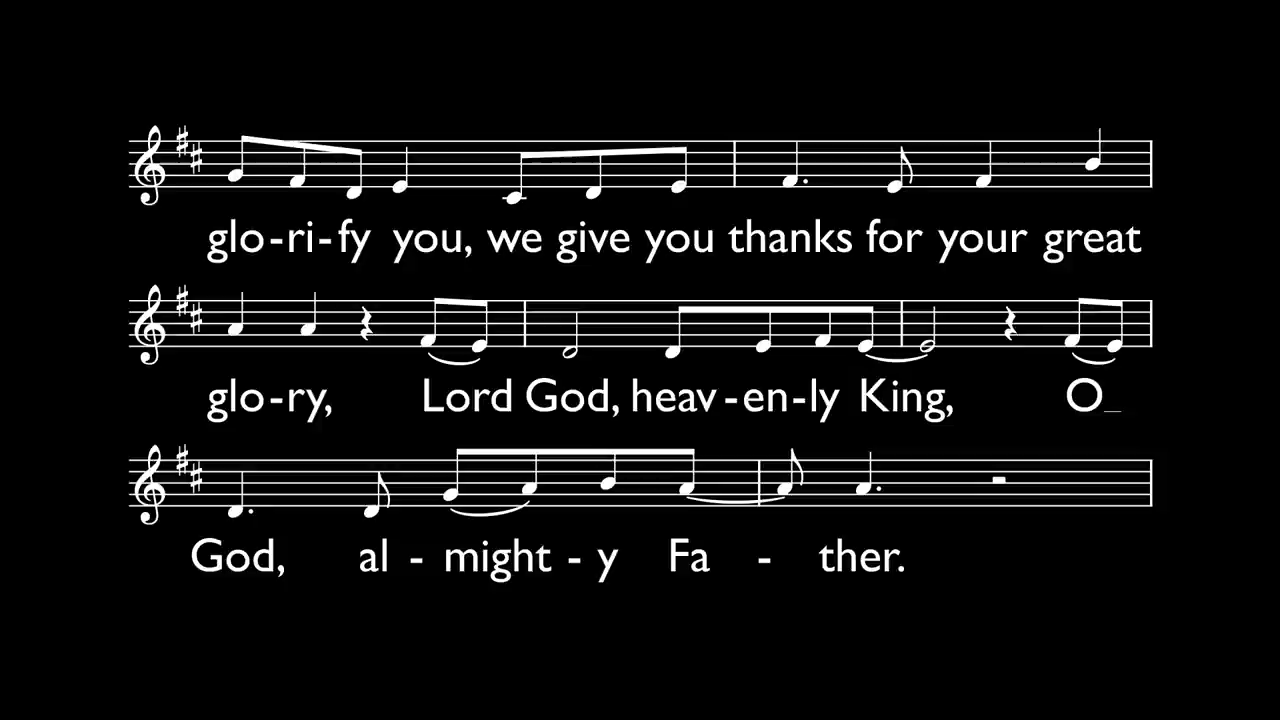 glo-ri-fy you, we give you thanks for your great
glo-ry, Lord God, heav-en-ly King, O_
God, al - might - y Fa - ther.